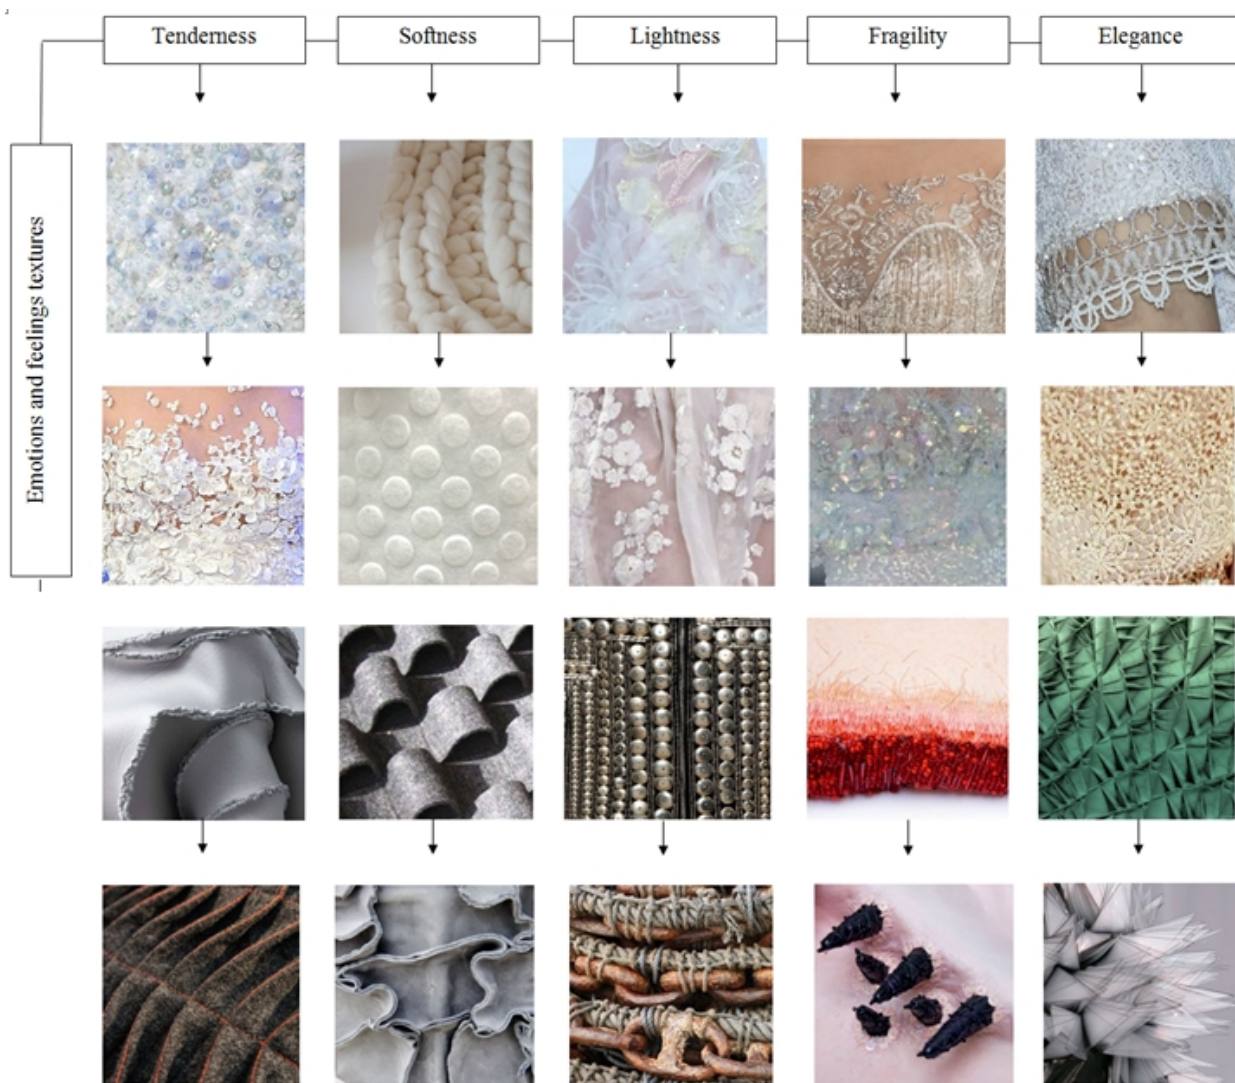 Tenderness
Softness
Lightness
Fragility
Elegance
Emotions and feelings textures